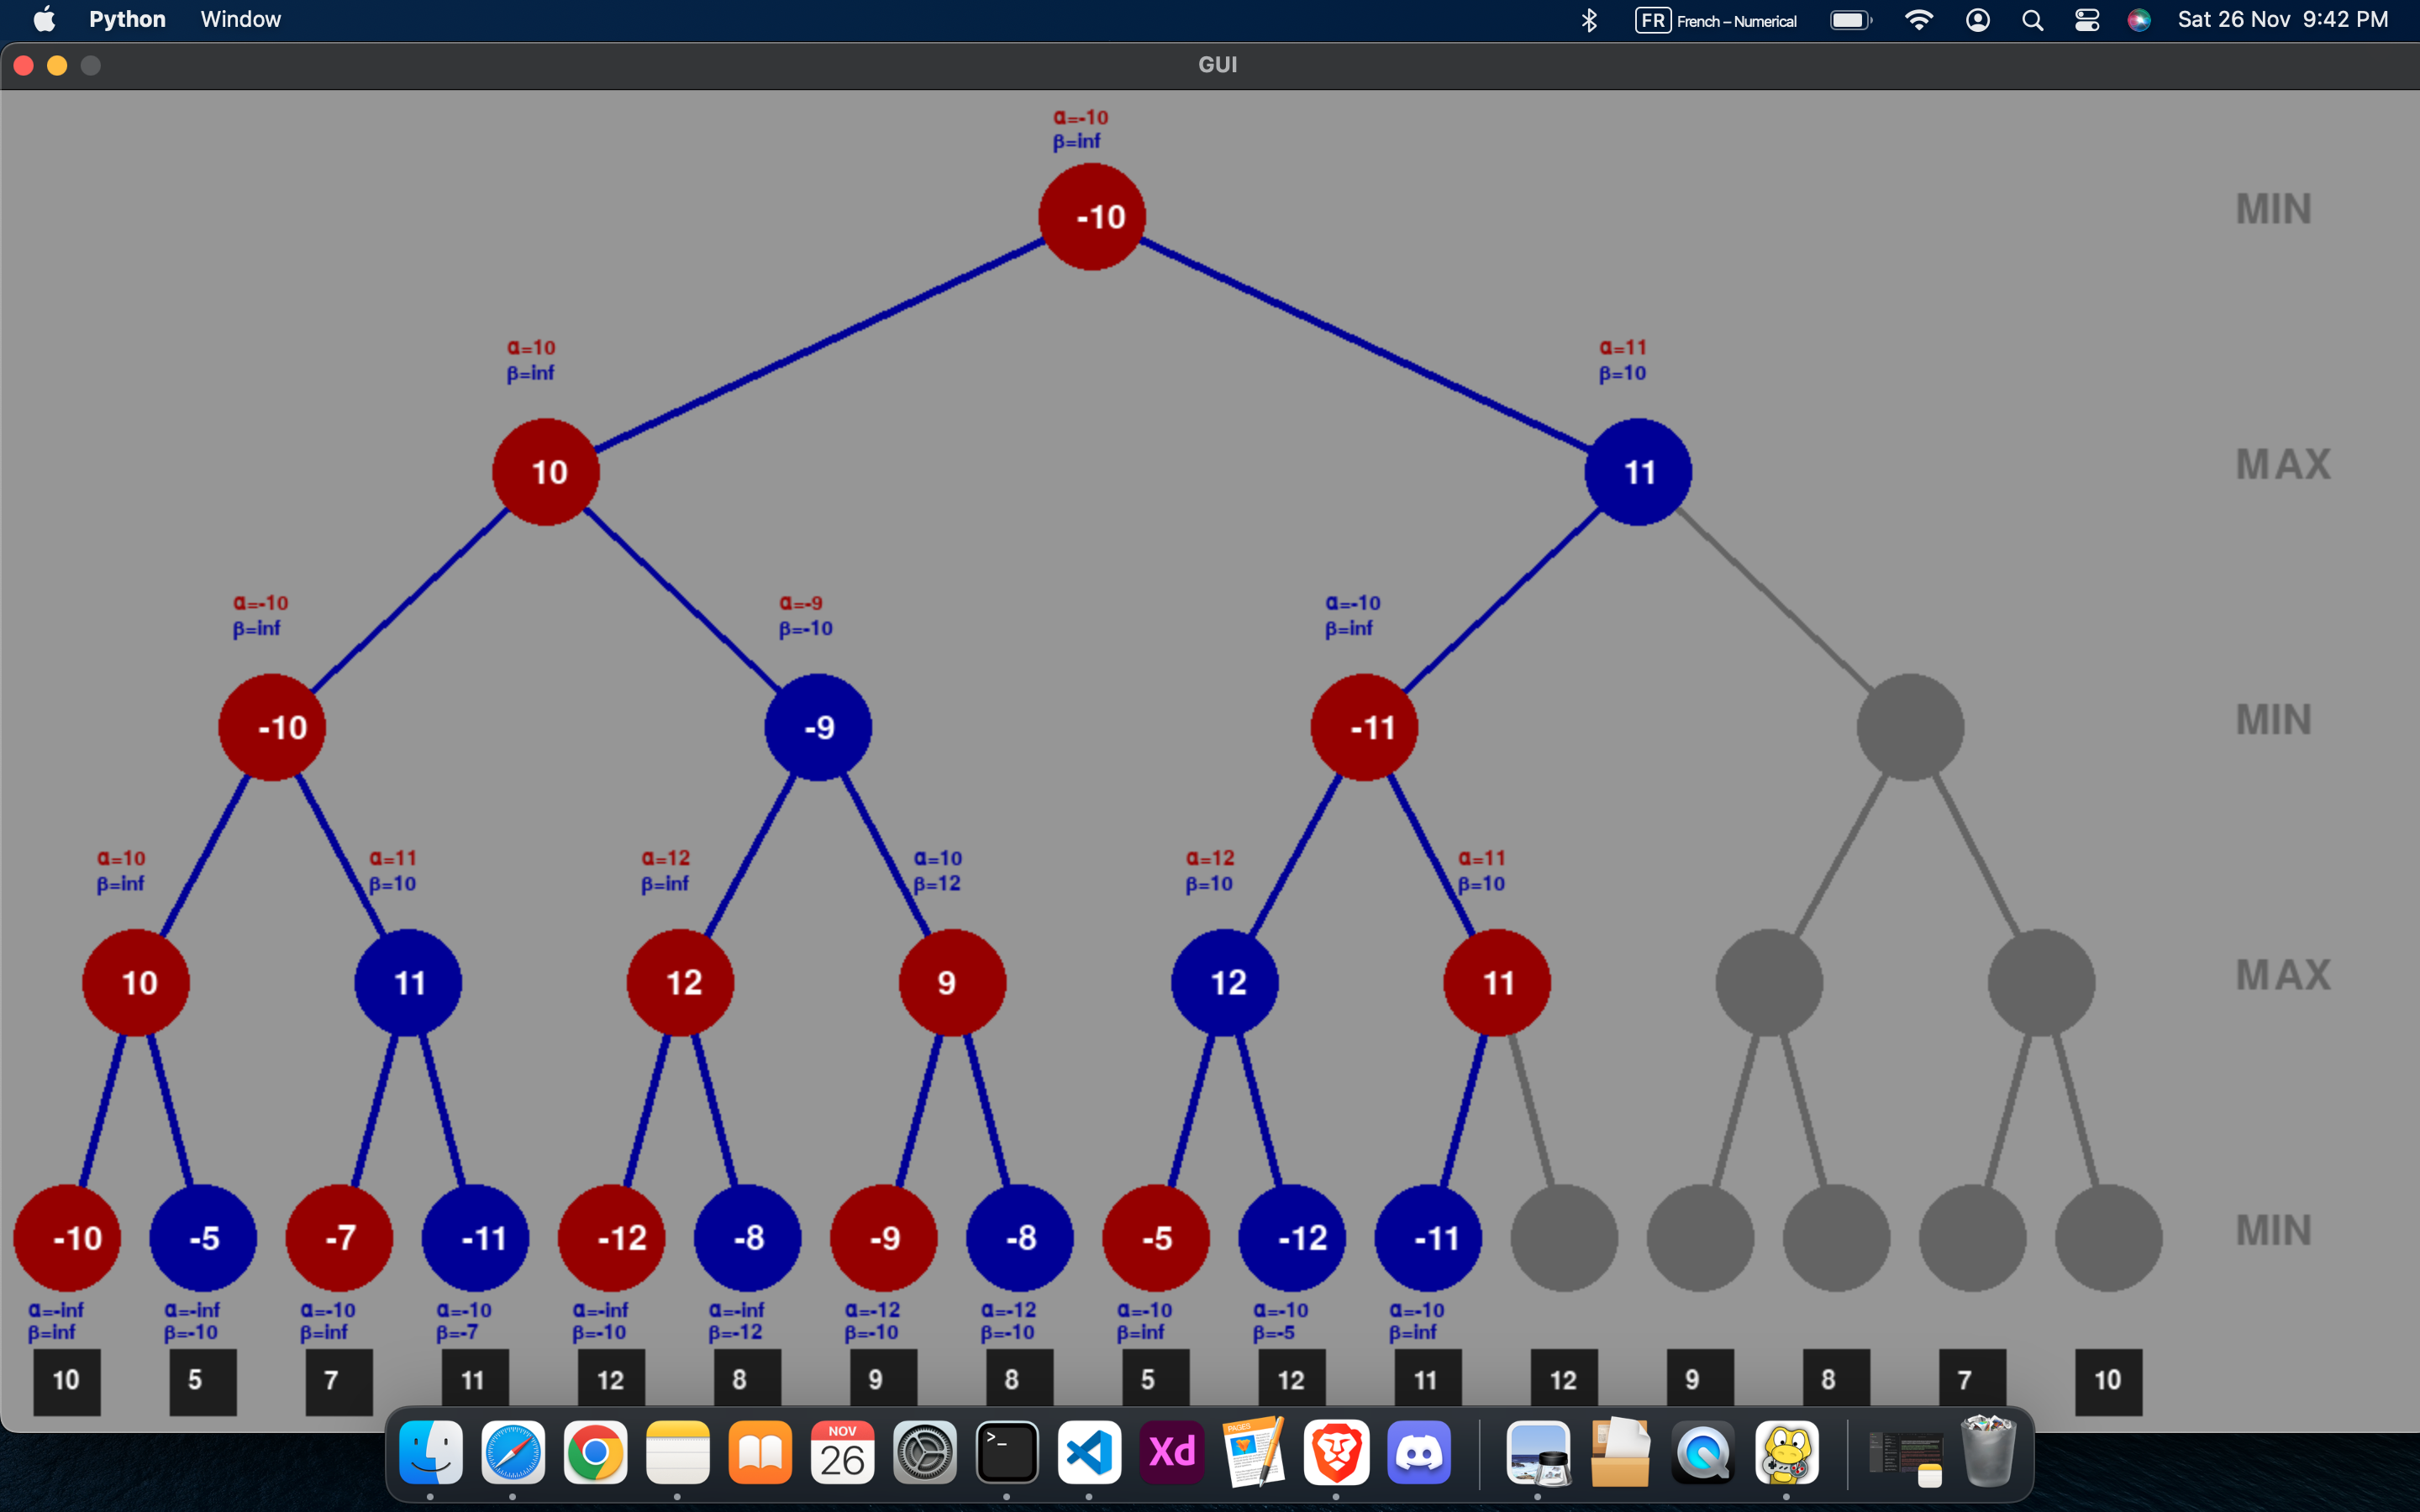 Python Window FR French – Numerical Sat 26 Nov 9:42 PM
GUI
α=-10
β=inf
-10
MIN
α=10
β=inf
α=11
β=10
10
11
MAX
α=-10
β=inf
α=-9
β=-10
α=-10
β=inf
-10
-9
-11
MIN
α=10
β=inf
α=11
β=10
α=12
β=inf
α=10
β=12
α=12
β=10
α=11
β=10
10
11
12
9
12
11
MAX
-10
-5
-7
-11
-12
-8
-9
-8
-5
-12
-11
MIN
α=-inf
β=inf
α=-inf
β=-10
α=-10
β=inf
α=-10
β=-7
α=-inf
β=-10
α=-inf
β=-12
α=-12
β=-10
α=-12
β=-10
α=-10
β=inf
α=-10
β=-5
α=-10
β=inf
10
5
7
11
12
8
9
8
5
12
11
12
9
8
7
10
NOV
26
>_
Xd
PAGES